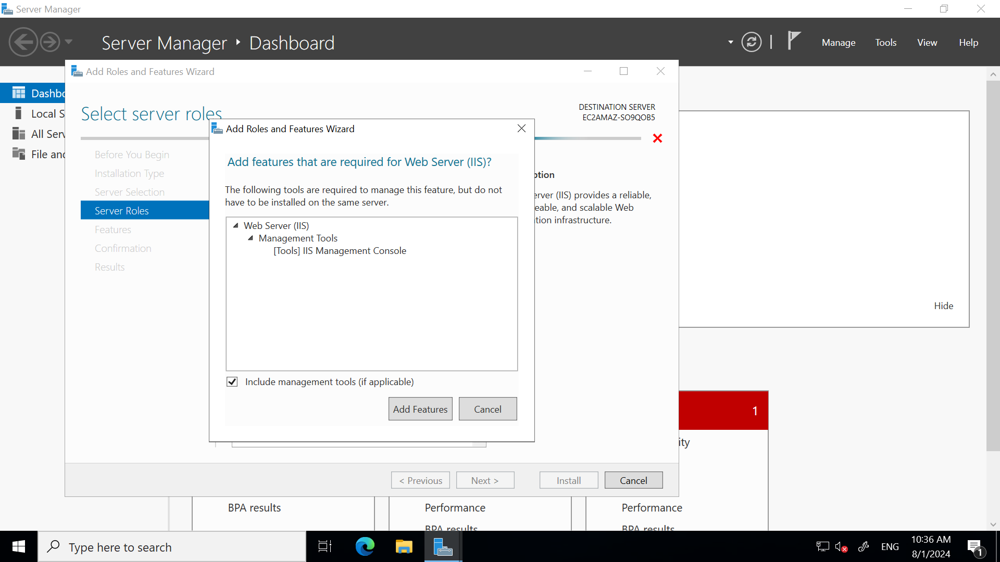 Server Manager
Server Manager
Dashboard
Manage
Tools
View
Help
Add Roles and Features Wizard
Local S
All Serv
File and
Select server roles
DESTINATION SERVER
EC2AMAZ-SO9QOB5
Add Roles and Features Wizard
Before You Begin
Installation Type
Server Selection
Server Roles
Features
Confirmation
Results
Add features that are required for Web Server (IIS)?
The following tools are required to manage this feature, but do not
have to be installed on the same server.
Web Server (IIS)
Management Tools
[Tools] IIS Management Console
Include management tools (if applicable)
Add Features
Cancel
ption
erver (IIS) provides a reliable,
eable, and scalable Web
tion infrastructure.
Hide
1
ity
< Previous
Next >
Install
Cancel
BPA results
Performance
BPA results
Performance
BPA results
Type here to search
ENG
10:36 AM
8/1/2024
1